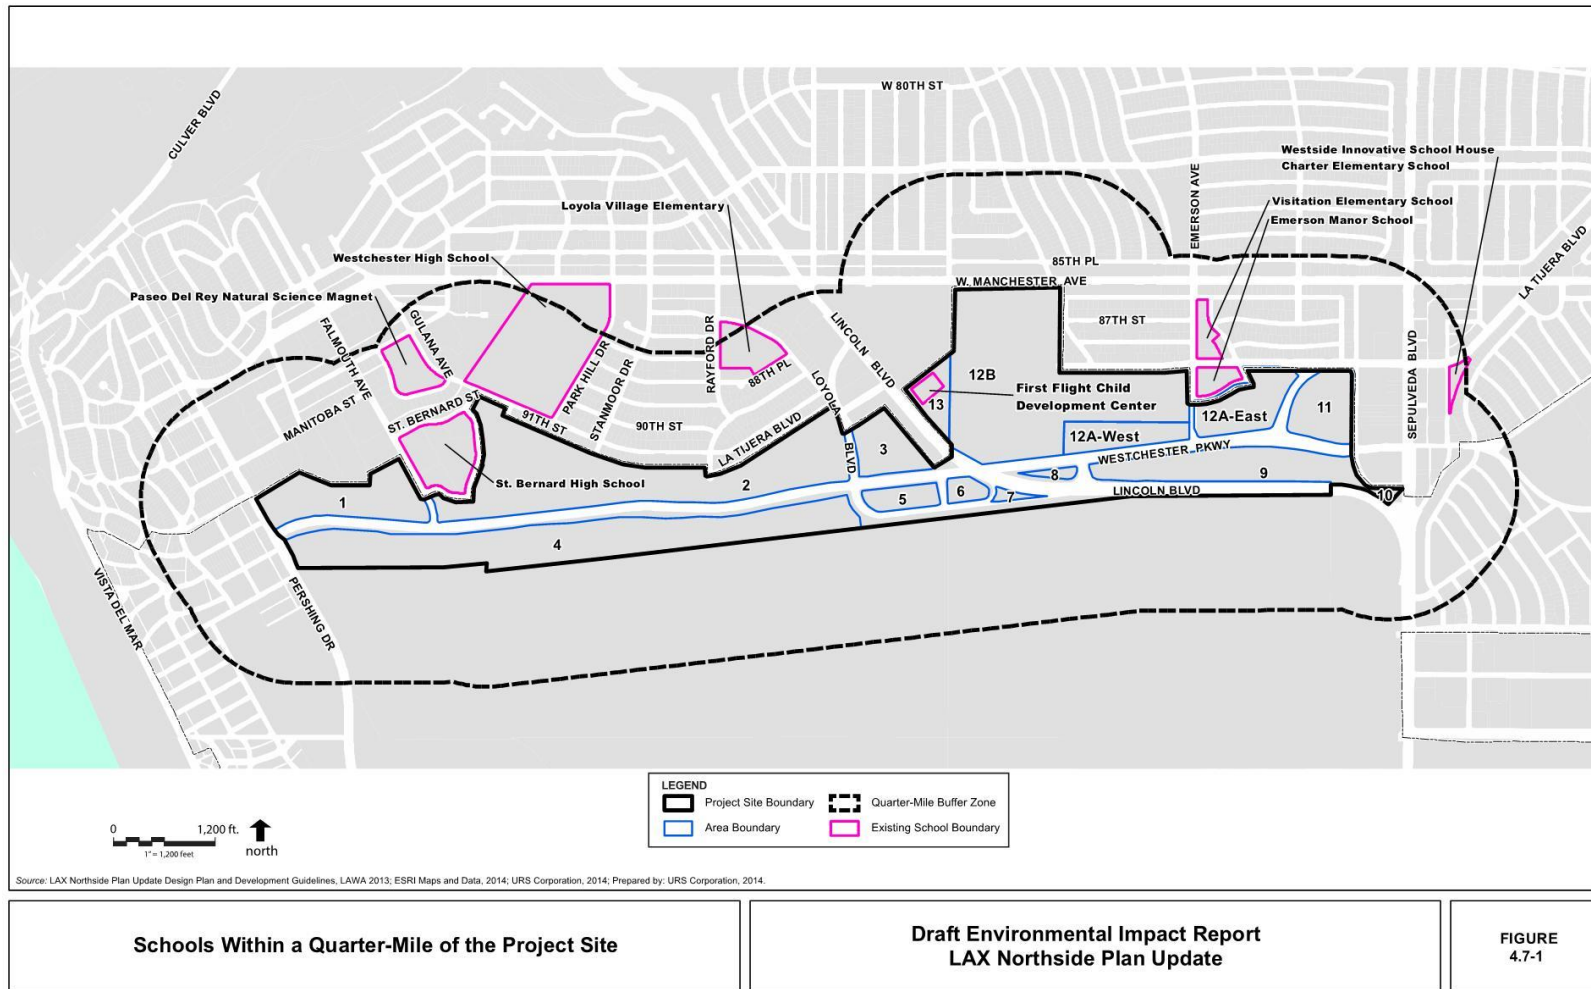 W 80TH ST
CULVER BLVD
Westside Innovative School House
Charter Elementary School
EMERSON AVE
Visitation Elementary School
Emerson Manor School
Loyola Village Elementary
LA TIJERA BLVD
Westchester High School
85TH PL
W. MANCHESTER AVE
Paseo Del Rey Natural Science Magnet
GULANA AVE
FALMOUTH AVE
LINCOLN BLVD
RAYFORD DR
87TH ST
SEPULVEDA BLVD
PARK HILL DR
STANMOOR DR
88TH PL
LOYOLA BLVD
12B
First Flight Child
Development Center
13
MANITOBA ST
ST. BERNARD ST
91TH ST
90TH ST
LA TIJERA BLVD
12A-East
11
12A-West
WESTCHESTER PKWY
3
St. Bernard High School
2
8
9
1
5
6
7
LINCOLN BLVD
10
4
VISTA DEL MAR
PERSHING DR
LEGEND
Project Site Boundary
Quarter-Mile Buffer Zone
Area Boundary
Existing School Boundary
0
1,200 ft.
1" = 1,200 feet
north
Source: LAX Northside Plan Update Design Plan and Development Guidelines, LAWA 2013; ESRI Maps and Data, 2014; URS Corporation, 2014; Prepared by: URS Corporation, 2014.
Schools Within a Quarter-Mile of the Project Site
Draft Environmental Impact Report
LAX Northside Plan Update
FIGURE
4.7-1